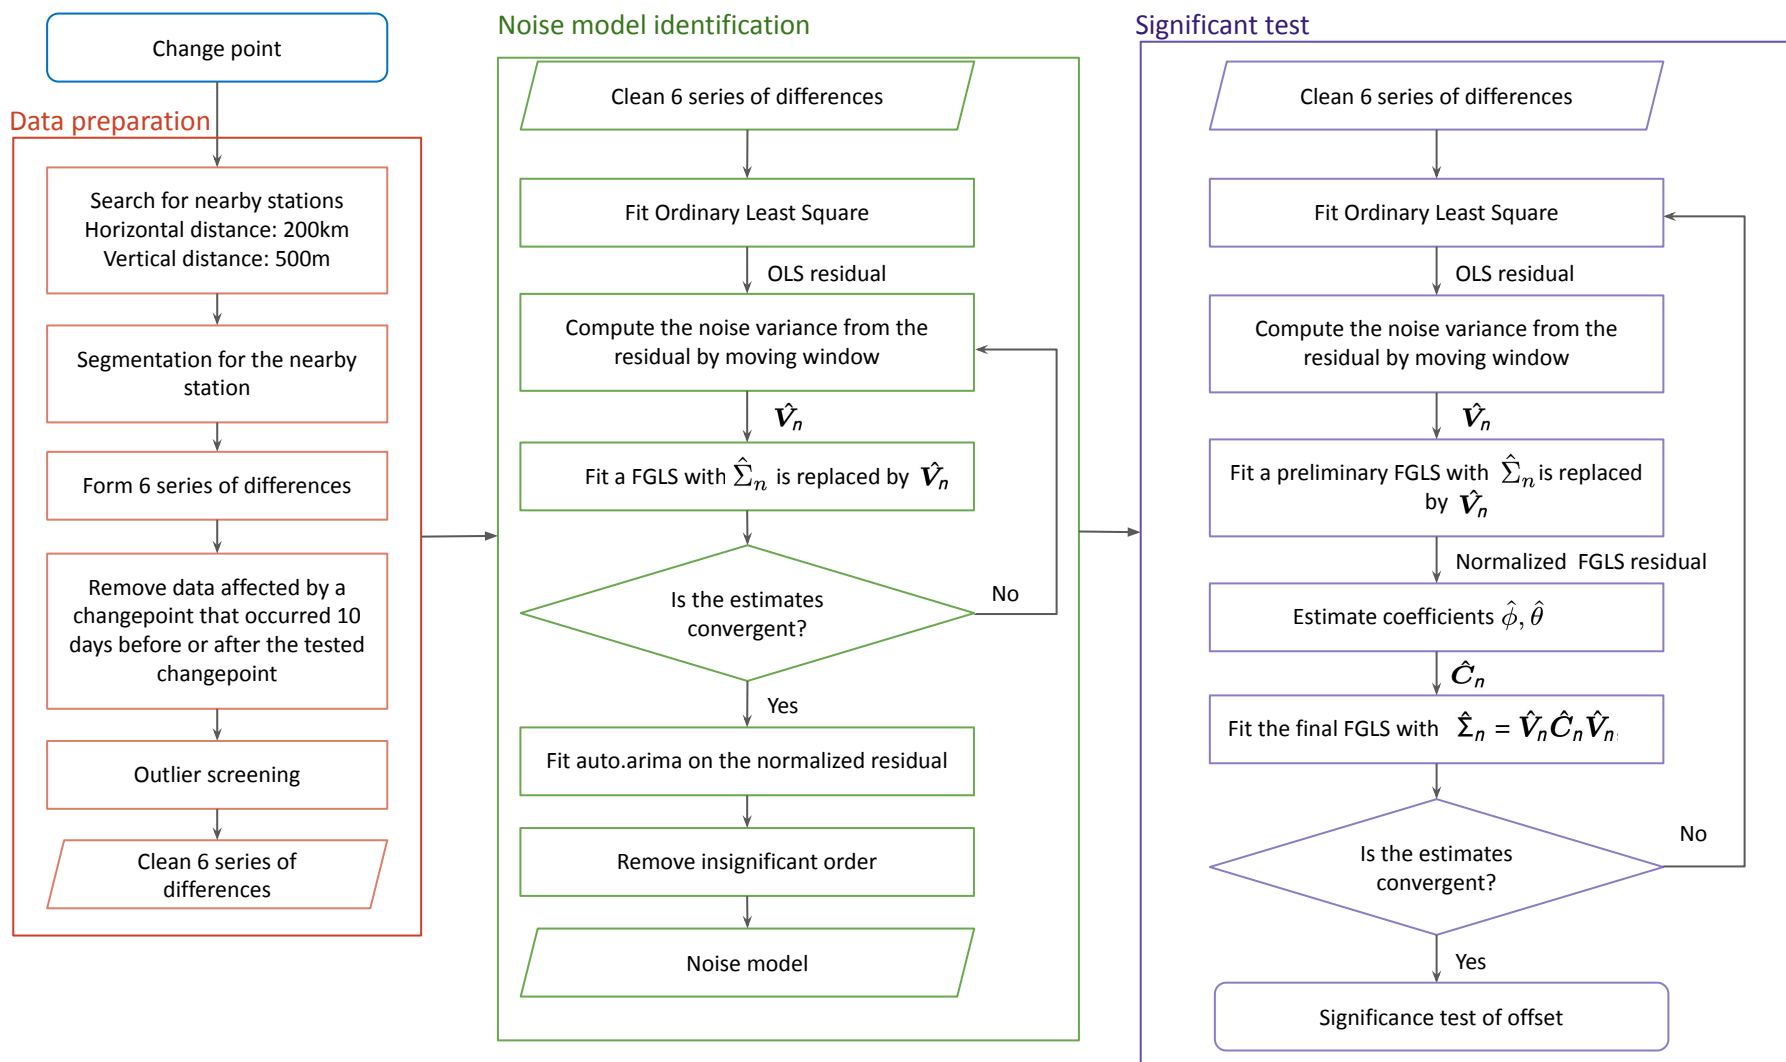 Change point
Data preparation
Search for nearby stations
Horizontal distance: 200km
Vertical distance: 500m
Segmentation for the nearby
station
Form 6 series of differences
Remove data affected by a
changepoint that occurred 10
days before or after the tested
changepoint
Outlier screening
Clean 6 series of
differences
Noise model identification
Clean 6 series of differences
Fit Ordinary Least Square
OLS residual
Compute the noise variance from the
residual by moving window
V̂n
Fit a FGLS with Σ̂n is replaced by V̂n
Is the estimates
convergent?
No
Yes
Fit auto.arima on the normalized residual
Remove insignificant order
Noise model
Significant test
Clean 6 series of differences
Fit Ordinary Least Square
OLS residual
Compute the noise variance from the
residual by moving window
V̂n
Fit a preliminary FGLS with Σ̂n is replaced
by V̂n
Normalized FGLS residual
Estimate coefficients ϕ̂, θ̂
Ĉn
Fit the final FGLS with Σ̂n = V̂nĈnV̂n
Is the estimates
convergent?
No
Yes
Significance test of offset